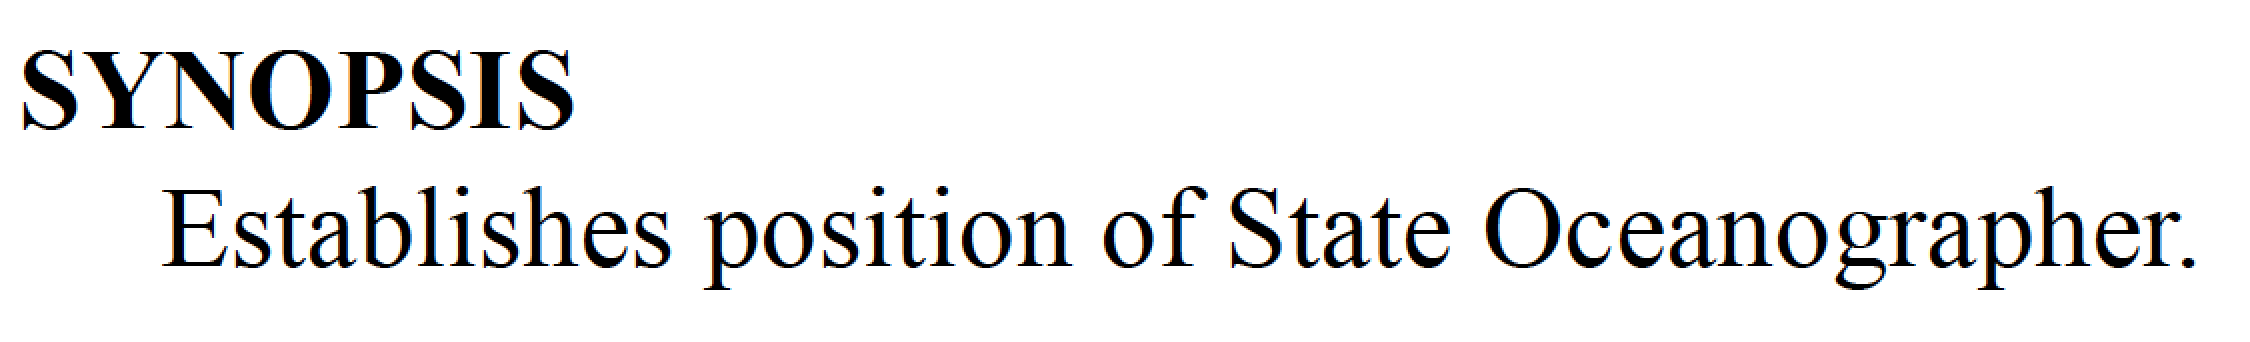 SYNOPSIS
Establishes position of State Oceanographer.